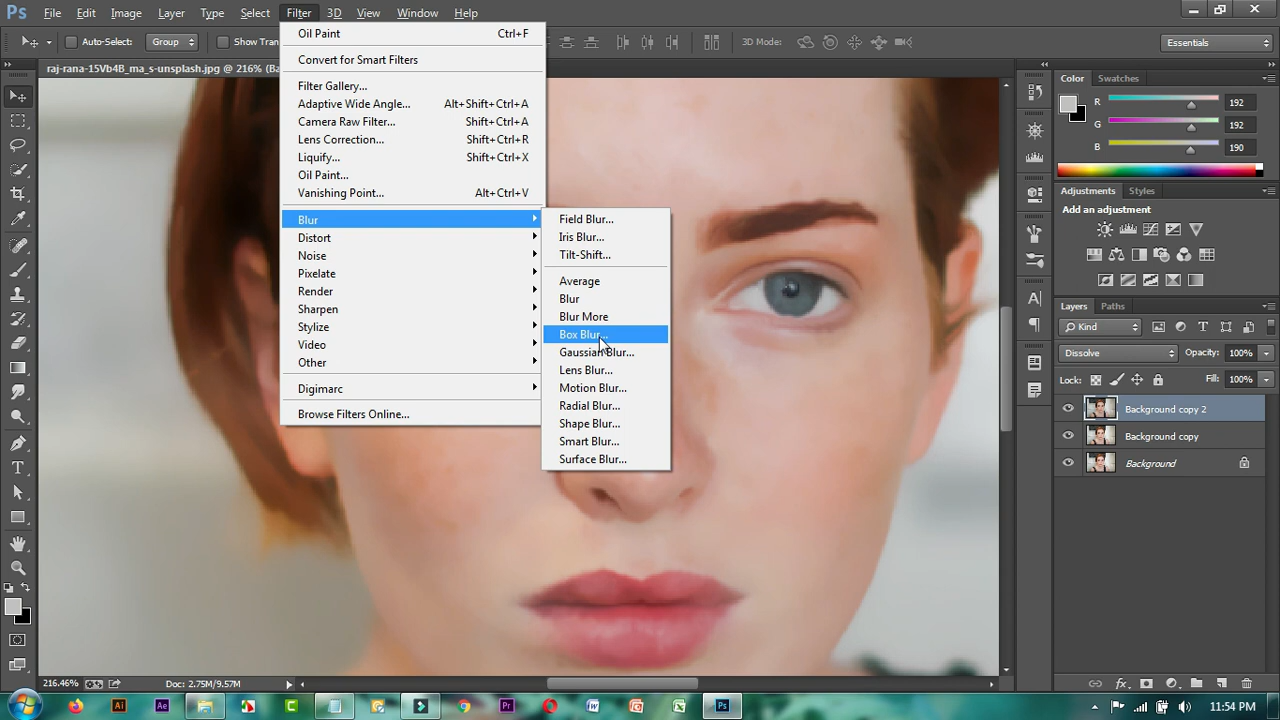 Ps File Edit Image Layer Type Select Filter 3D View Window Help
Auto-Select: Group Show Tran 3D Mode: Essentials
raj-rana-15Vb4B_ma_s-unsplash.jpg @ 216% (Ba
Oil Paint Ctrl+F
Convert for Smart Filters
Filter Gallery...
Adaptive Wide Angle... Alt+Shift+Ctrl+A
Camera Raw Filter... Shift+Ctrl+A
Lens Correction... Shift+Ctrl+R
Liquify... Shift+Ctrl+X
Oil Paint...
Vanishing Point... Alt+Ctrl+V
Blur
Distort
Noise
Pixelate
Render
Sharpen
Stylize
Video
Other
Digimarc
Browse Filters Online...
Field Blur...
Iris Blur...
Tilt-Shift...
Average
Blur
Blur More
Box Blur...
Gaussian Blur...
Lens Blur...
Motion Blur...
Radial Blur...
Shape Blur...
Smart Blur...
Surface Blur...
Color Swatches
R 192
G 192
B 190
Adjustments Styles
Add an adjustment
Layers Paths
Kind
Dissolve Opacity: 100%
Lock: Fill: 100%
Background copy 2
Background copy
Background
216.46% Doc: 2.75M/9.57M
Ai Ae Pr Ps
11:54 PM